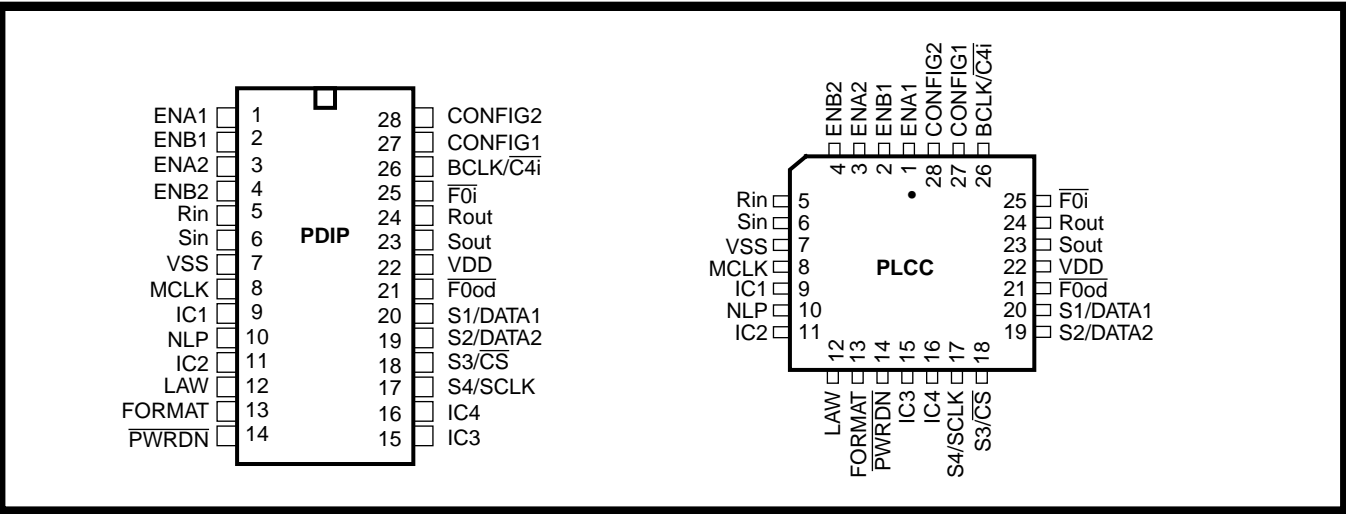 ENA1 1 28 CONFIG2
ENB1 2 27 CONFIG1
ENA2 3 26 BCLK/C4i
ENB2 4 25 F0i
Rin 5 24 Rout
Sin 6 PDIP 23 Sout
VSS 7 22 VDD
MCLK 8 21 F0od
IC1 9 20 S1/DATA1
NLP 10 19 S2/DATA2
IC2 11 18 S3/CS
LAW 12 17 S4/SCLK
FORMAT 13 16 IC4
PWRDN 14 15 IC3
ENB2 ENA2 ENB1 ENA1 CONFIG2 CONFIG1 BCLK/C4i
4 3 2 1 28 27 26
Rin 5 25 F0i
Sin 6 24 Rout
VSS 7 23 Sout
MCLK 8 PLCC 22 VDD
IC1 9 21 F0od
NLP 10 20 S1/DATA1
IC2 11 19 S2/DATA2
12 13 14 15 16 17 18
LAW FORMAT PWRDN IC3 IC4 S4/SCLK S3/CS